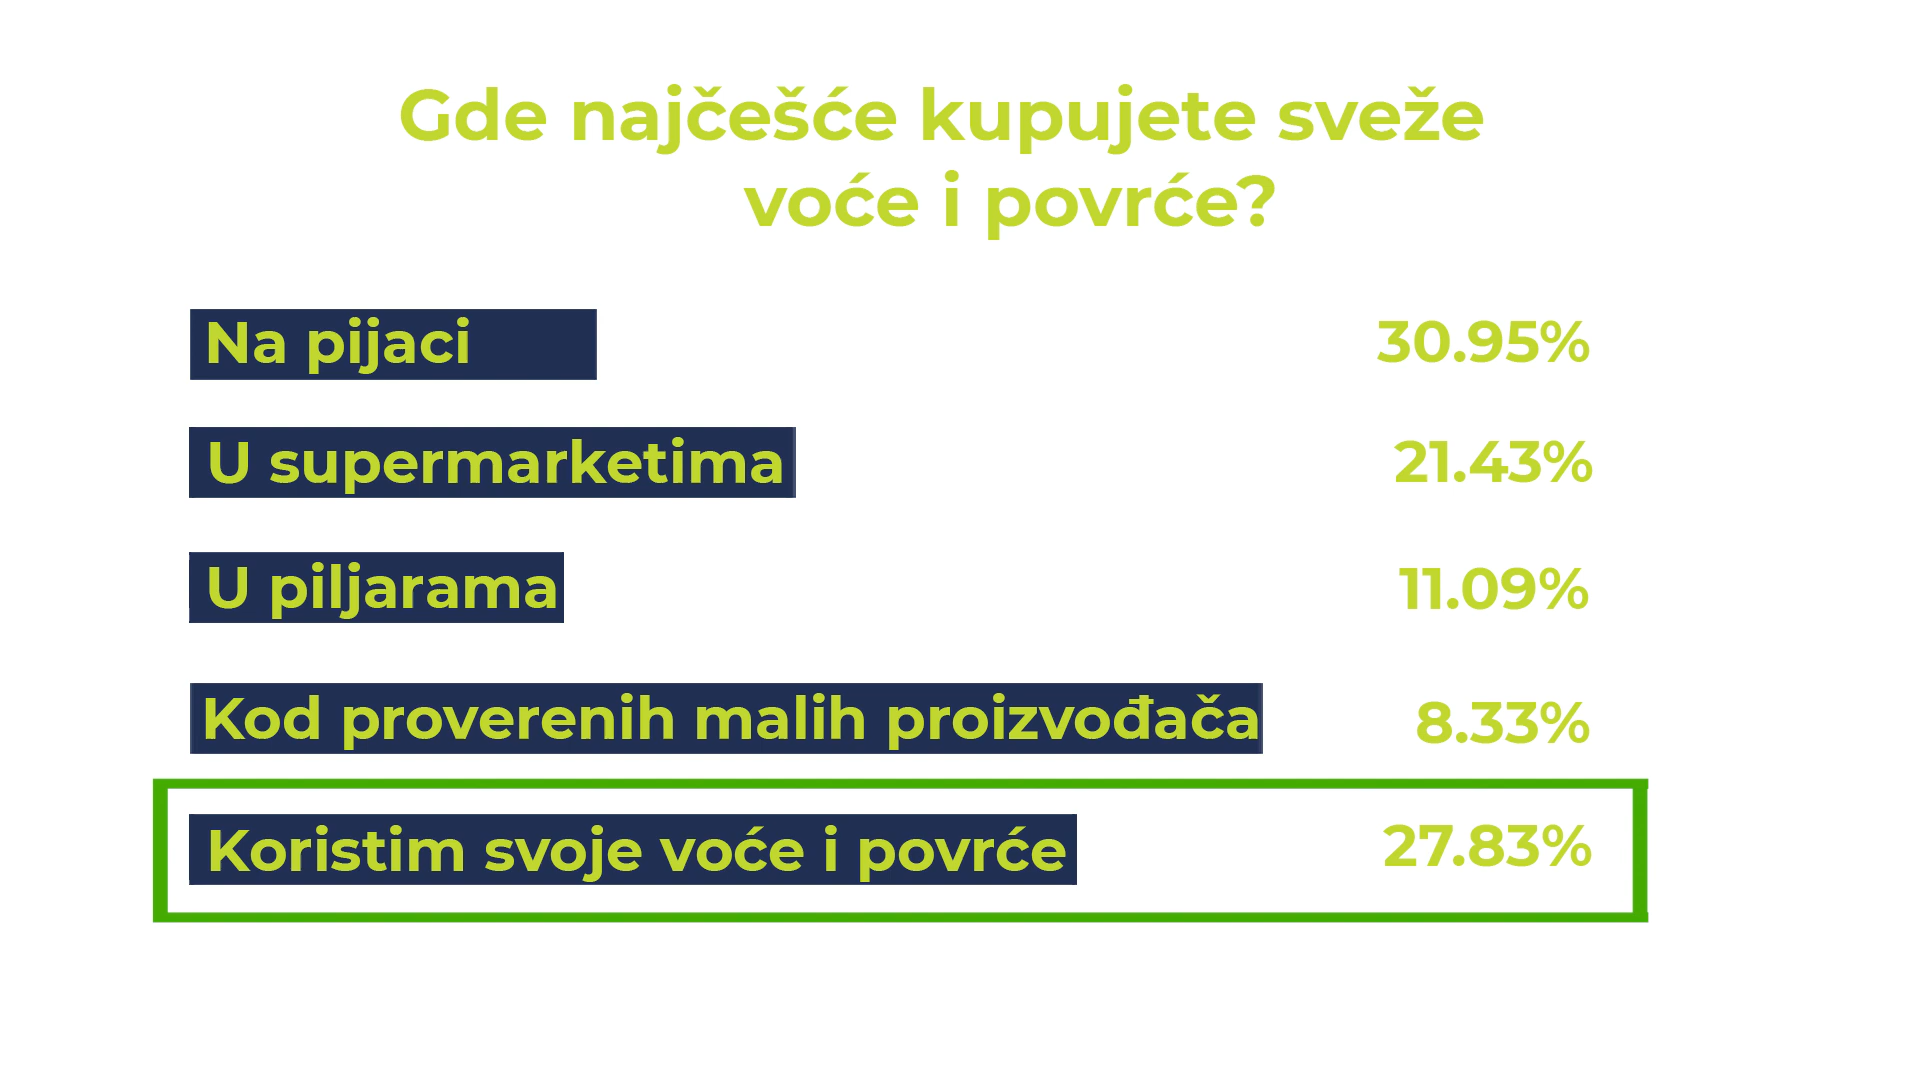 Gde najčešće kupujete sveže
voće i povrće?
Na pijaci 30.95%
U supermarketima 21.43%
U piljarama 11.09%
Kod proverenih malih proizvođača 8.33%
Koristim svoje voće i povrće 27.83%